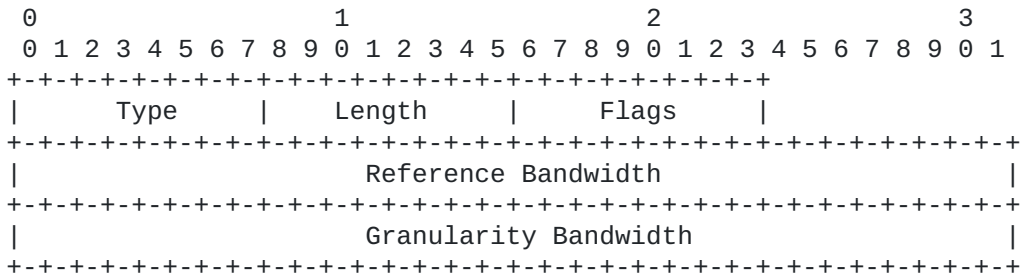 0                   1                   2                   3
 0 1 2 3 4 5 6 7 8 9 0 1 2 3 4 5 6 7 8 9 0 1 2 3 4 5 6 7 8 9 0 1
+-+-+-+-+-+-+-+-+-+-+-+-+-+-+-+-+-+-+-+-+-+-+-+-+
|      Type     |    Length     |     Flags     |
+-+-+-+-+-+-+-+-+-+-+-+-+-+-+-+-+-+-+-+-+-+-+-+-+-+-+-+-+-+-+-+-+
|                      Reference Bandwidth                      |
+-+-+-+-+-+-+-+-+-+-+-+-+-+-+-+-+-+-+-+-+-+-+-+-+-+-+-+-+-+-+-+-+
|                      Granularity Bandwidth                    |
+-+-+-+-+-+-+-+-+-+-+-+-+-+-+-+-+-+-+-+-+-+-+-+-+-+-+-+-+-+-+-+-+